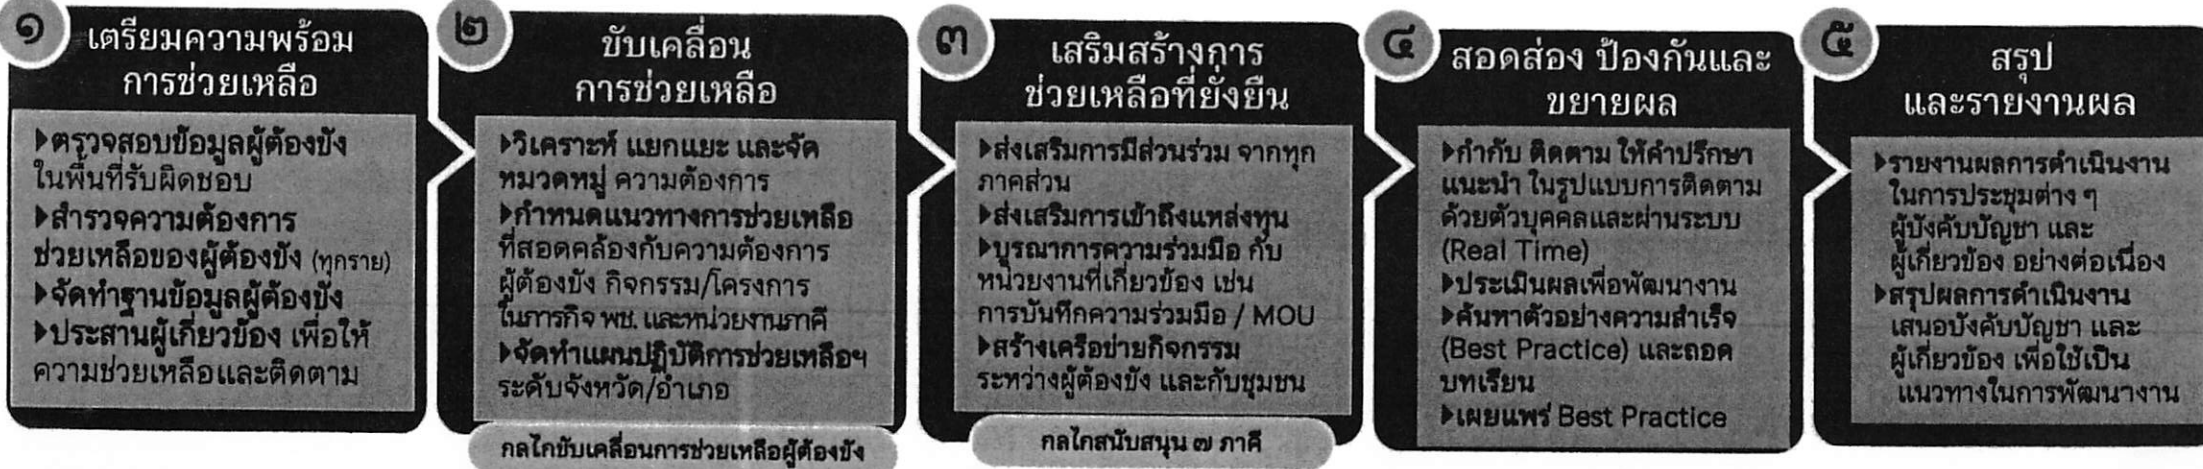 ๑
เตรียมความพร้อม
การช่วยเหลือ
▶ตรวจสอบข้อมูลผู้ต้องขัง
ในพื้นที่รับผิดชอบ
▶สำรวจความต้องการ
ช่วยเหลือของผู้ต้องขัง (ทุกราย)
▶จัดทำฐานข้อมูลผู้ต้องขัง
▶ประสานผู้เกี่ยวข้อง เพื่อให้
ความช่วยเหลือและติดตาม
๒
ขับเคลื่อน
การช่วยเหลือ
▶วิเคราะห์ แยกแยะ และจัด
หมวดหมู่ ความต้องการ
▶กำหนดแนวทางการช่วยเหลือ
ที่สอดคล้องกับความต้องการ
ผู้ต้องขัง กิจกรรม/โครงการ
ในภารกิจ พช. และหน่วยงานภาคี
▶จัดทำแผนปฏิบัติการช่วยเหลือฯ
ระดับจังหวัด/อำเภอ
กลไกขับเคลื่อนการช่วยเหลือผู้ต้องขัง
๓
เสริมสร้างการ
ช่วยเหลือที่ยั่งยืน
▶ส่งเสริมการมีส่วนร่วม จากทุก
ภาคส่วน
▶ส่งเสริมการเข้าถึงแหล่งทุน
▶บูรณาการความร่วมมือ กับ
หน่วยงานที่เกี่ยวข้อง เช่น
การบันทึกความร่วมมือ / MOU
▶สร้างเครือข่ายกิจกรรม
ระหว่างผู้ต้องขัง และกับชุมชน
กลไกสนับสนุน ๗ ภาคี
๔
สอดส่อง ป้องกันและ
ขยายผล
▶กำกับ ติดตาม ให้คำปรึกษา
แนะนำ ในรูปแบบการติดตาม
ด้วยตัวบุคคลและผ่านระบบ
(Real Time)
▶ประเมินผลเพื่อพัฒนางาน
▶ค้นหาตัวอย่างความสำเร็จ
(Best Practice) และถอด
บทเรียน
▶เผยแพร่ Best Practice
๕
สรุป
และรายงานผล
▶รายงานผลการดำเนินงาน
ในการประชุมต่าง ๆ
ผู้บังคับบัญชา และ
ผู้เกี่ยวข้อง อย่างต่อเนื่อง
▶สรุปผลการดำเนินงาน
เสนอบังคับบัญชา และ
ผู้เกี่ยวข้อง เพื่อใช้เป็น
แนวทางในการพัฒนางาน